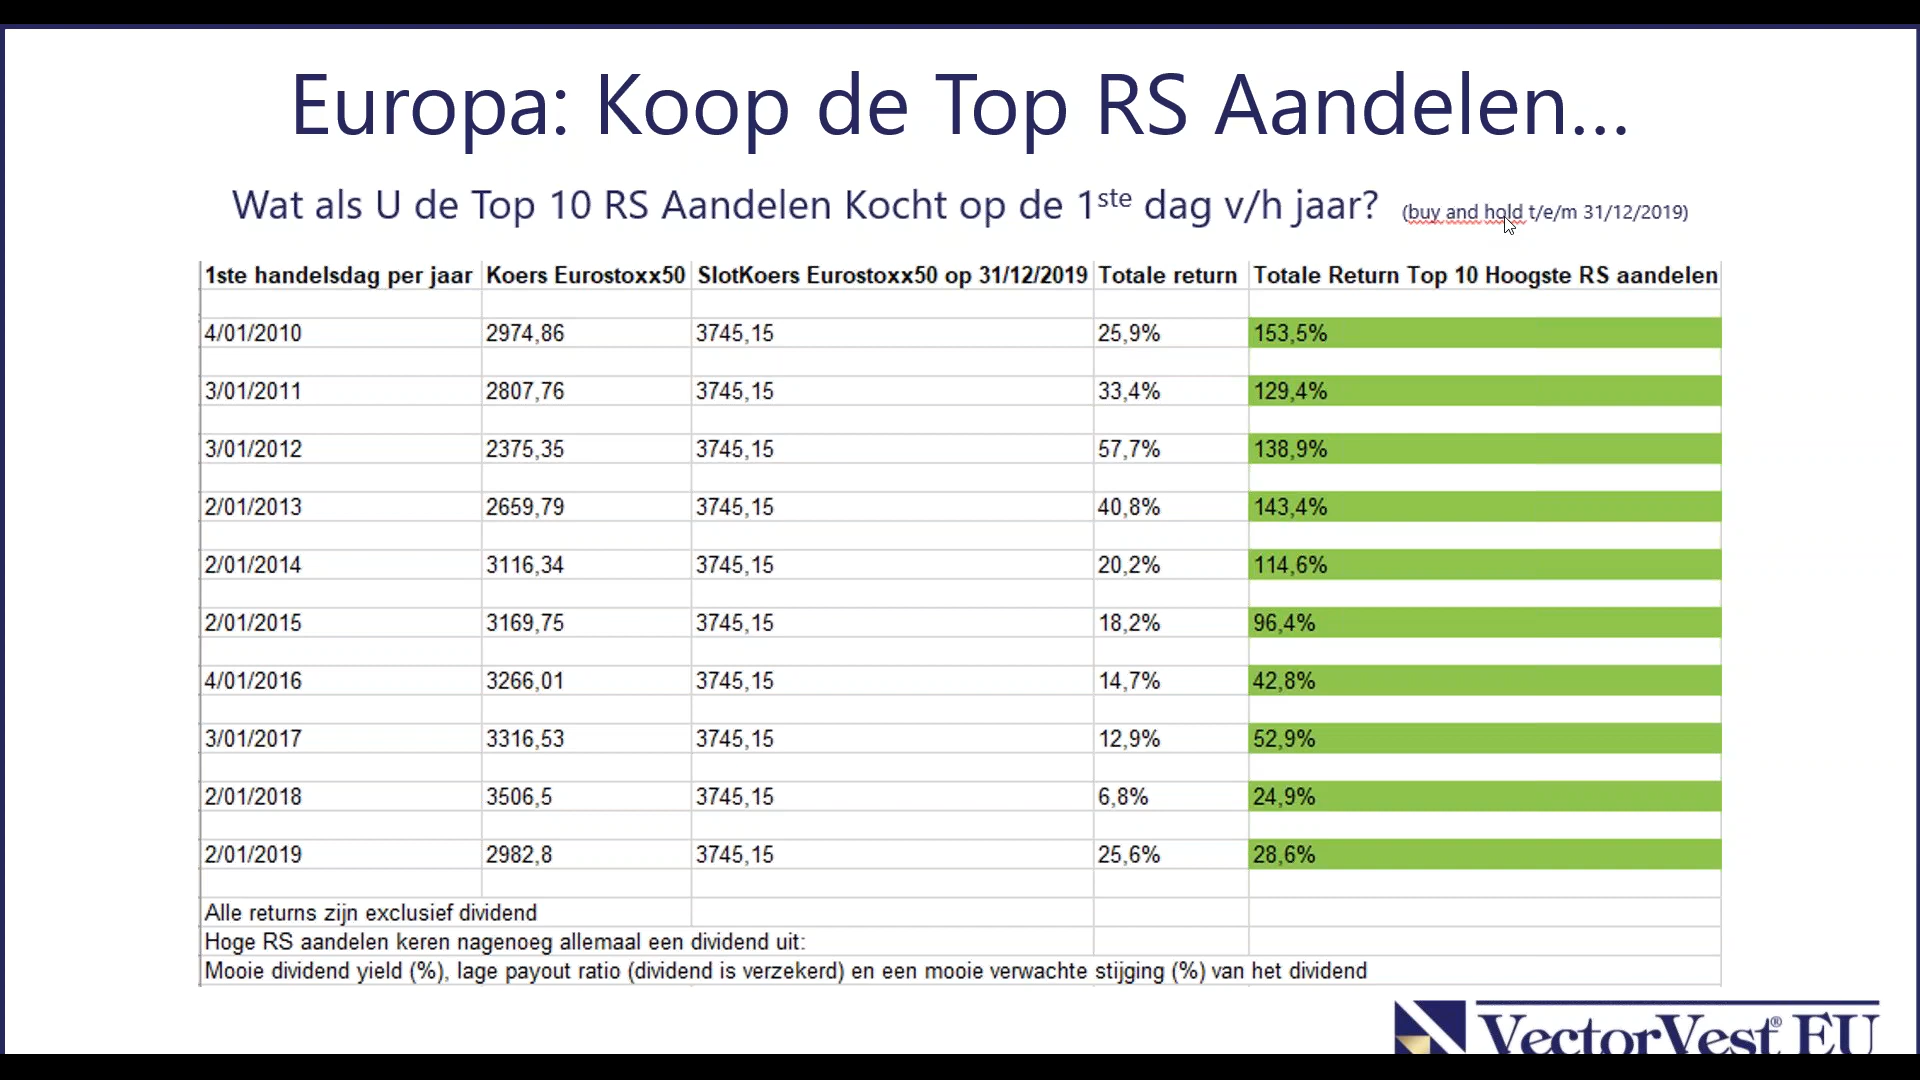 Europa: Koop de Top RS Aandelen...
Wat als U de Top 10 RS Aandelen Kocht op de 1ste dag v/h jaar? (buy and hold t/e/m 31/12/2019)
1ste handelsdag per jaar Koers Eurostoxx50 SlotKoers Eurostoxx50 op 31/12/2019 Totale return Totale Return Top 10 Hoogste RS aandelen
4/01/2010 2974,86 3745,15 25,9% 153,5%
3/01/2011 2807,76 3745,15 33,4% 129,4%
3/01/2012 2375,35 3745,15 57,7% 138,9%
2/01/2013 2659,79 3745,15 40,8% 143,4%
2/01/2014 3116,34 3745,15 20,2% 114,6%
2/01/2015 3169,75 3745,15 18,2% 96,4%
4/01/2016 3266,01 3745,15 14,7% 42,8%
3/01/2017 3316,53 3745,15 12,9% 52,9%
2/01/2018 3506,5 3745,15 6,8% 24,9%
2/01/2019 2982,8 3745,15 25,6% 28,6%
Alle returns zijn exclusief dividend
Hoge RS aandelen keren nagenoeg allemaal een dividend uit:
Mooie dividend yield (%), lage payout ratio (dividend is verzekerd) en een mooie verwachte stijging (%) van het dividend
VectorVest® EU